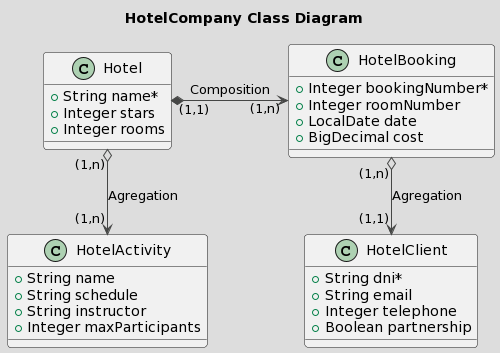 HotelCompany Class Diagram
C Hotel
String name*
Integer stars
Integer rooms
Composition
(1,1)
(1,n)
C HotelBooking
Integer bookingNumber*
Integer roomNumber
LocalDate date
BigDecimal cost
(1,n)
Agregation
(1,n)
(1,n)
Agregation
(1,1)
C HotelActivity
String name
String schedule
String instructor
Integer maxParticipants
C HotelClient
String dni*
String email
Integer telephone
Boolean partnership